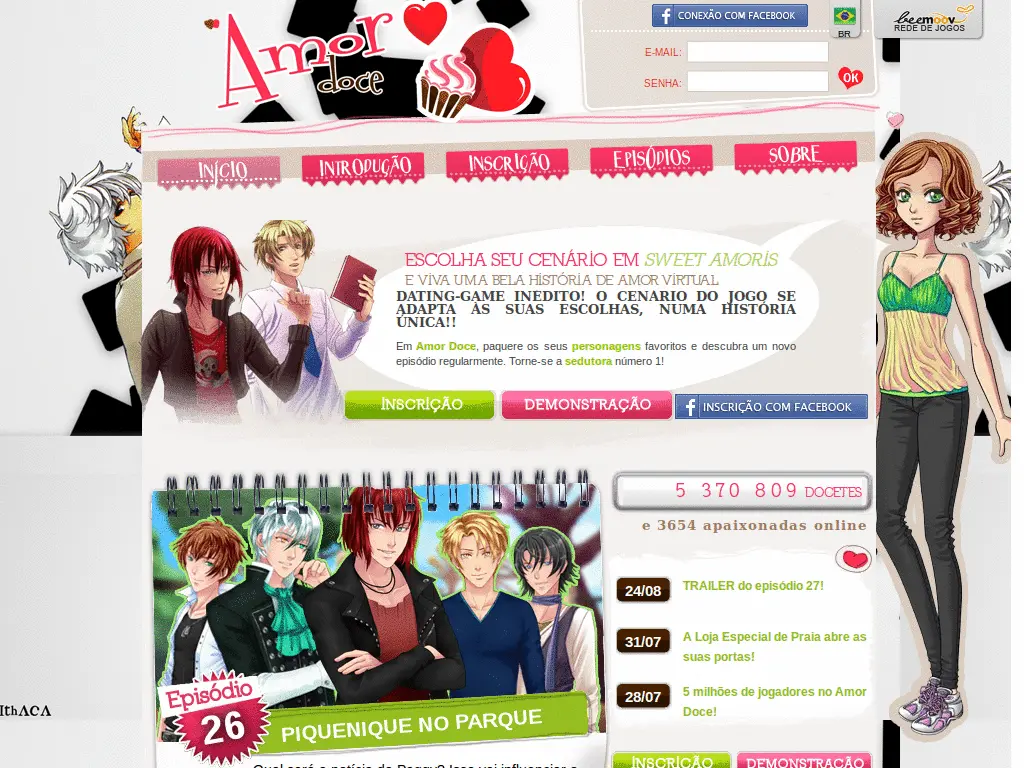 Amor
doce
CONEXÃO COM FACEBOOK
BR
beemoov
REDE DE JOGOS
E-MAIL:
SENHA:
OK
INÍCIO
INTRODUÇÃO
INSCRIÇÃO
EPISÓDIOS
SOBRE
ESCOLHA SEU CENÁRIO EM SWEET AMORIS
E VIVA UMA BELA HISTÓRIA DE AMOR VIRTUAL
DATING-GAME INEDITO! O CENARIO DO JOGO SE
ADAPTA ÀS SUAS ESCOLHAS, NUMA HISTÓRIA
ÚNICA!!
Em Amor Doce, paquere os seus personagens favoritos e descubra um novo
episódio regularmente. Torne-se a sedutora número 1!
INSCRIÇÃO
DEMONSTRAÇÃO
INSCRIÇÃO COM FACEBOOK
5 370 809 DOCETES
e 3654 apaixonadas online
24/08
TRAILER do episódio 27!
31/07
A Loja Especial de Praia abre as
suas portas!
28/07
5 milhões de jogadores no Amor
Doce!
Episódio
26
PIQUENIQUE NO PARQUE
INSCRIÇÃO
DEMONSTRAÇÃO